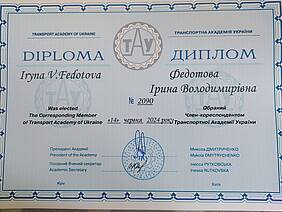 TRANSPORT ACADEMY OF UKRAINE
ТРАНСПОРТНА АКАДЕМІЯ УКРАЇНИ
DIPLOMA
ТАУ
ДИПЛОМ
Iryna V.Fedotova
Федотова
Ірина Володимирівна
№ 2090
Was elected
The Corresponding Member
of Transport Academy of Ukraine
Обраний
Член-кореспондентом
Транспортної Академії України
«14» червня 2024 року
Президент Академії
President of the Academy
Микола ДМИТРИЧЕНКО
Mykola DMYTRYCHENKO
Головний Вчений секретар
Academic Secretary
Інесса РУТКОВСЬКА
Inessa RUTKOVSKA
Kyiv
Київ